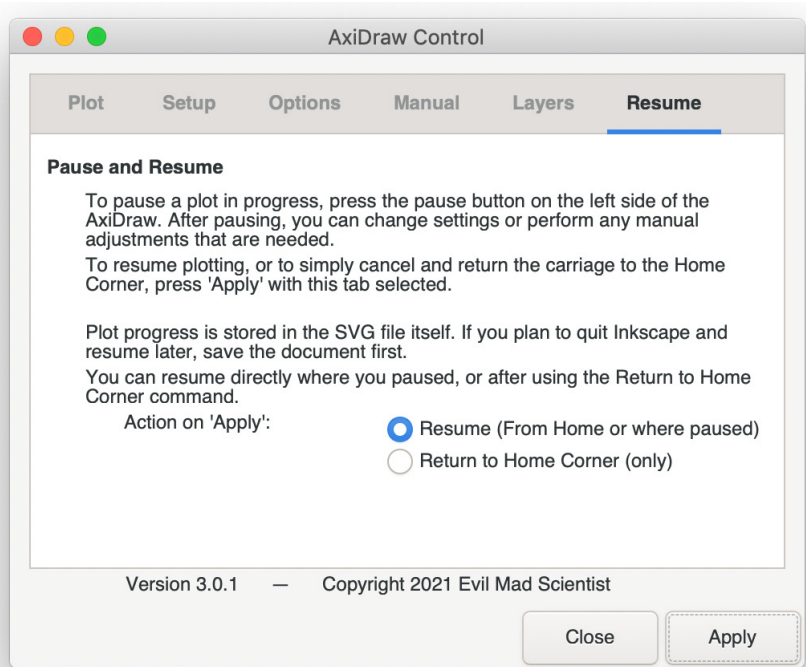 AxiDraw Control
Plot Setup Options Manual Layers Resume
Pause and Resume
To pause a plot in progress, press the pause button on the left side of the
AxiDraw. After pausing, you can change settings or perform any manual
adjustments that are needed.
To resume plotting, or to simply cancel and return the carriage to the Home
Corner, press 'Apply' with this tab selected.
Plot progress is stored in the SVG file itself. If you plan to quit Inkscape and
resume later, save the document first.
You can resume directly where you paused, or after using the Return to Home
Corner command.
Action on 'Apply':
Resume (From Home or where paused)
Return to Home Corner (only)
Version 3.0.1 — Copyright 2021 Evil Mad Scientist
Close Apply